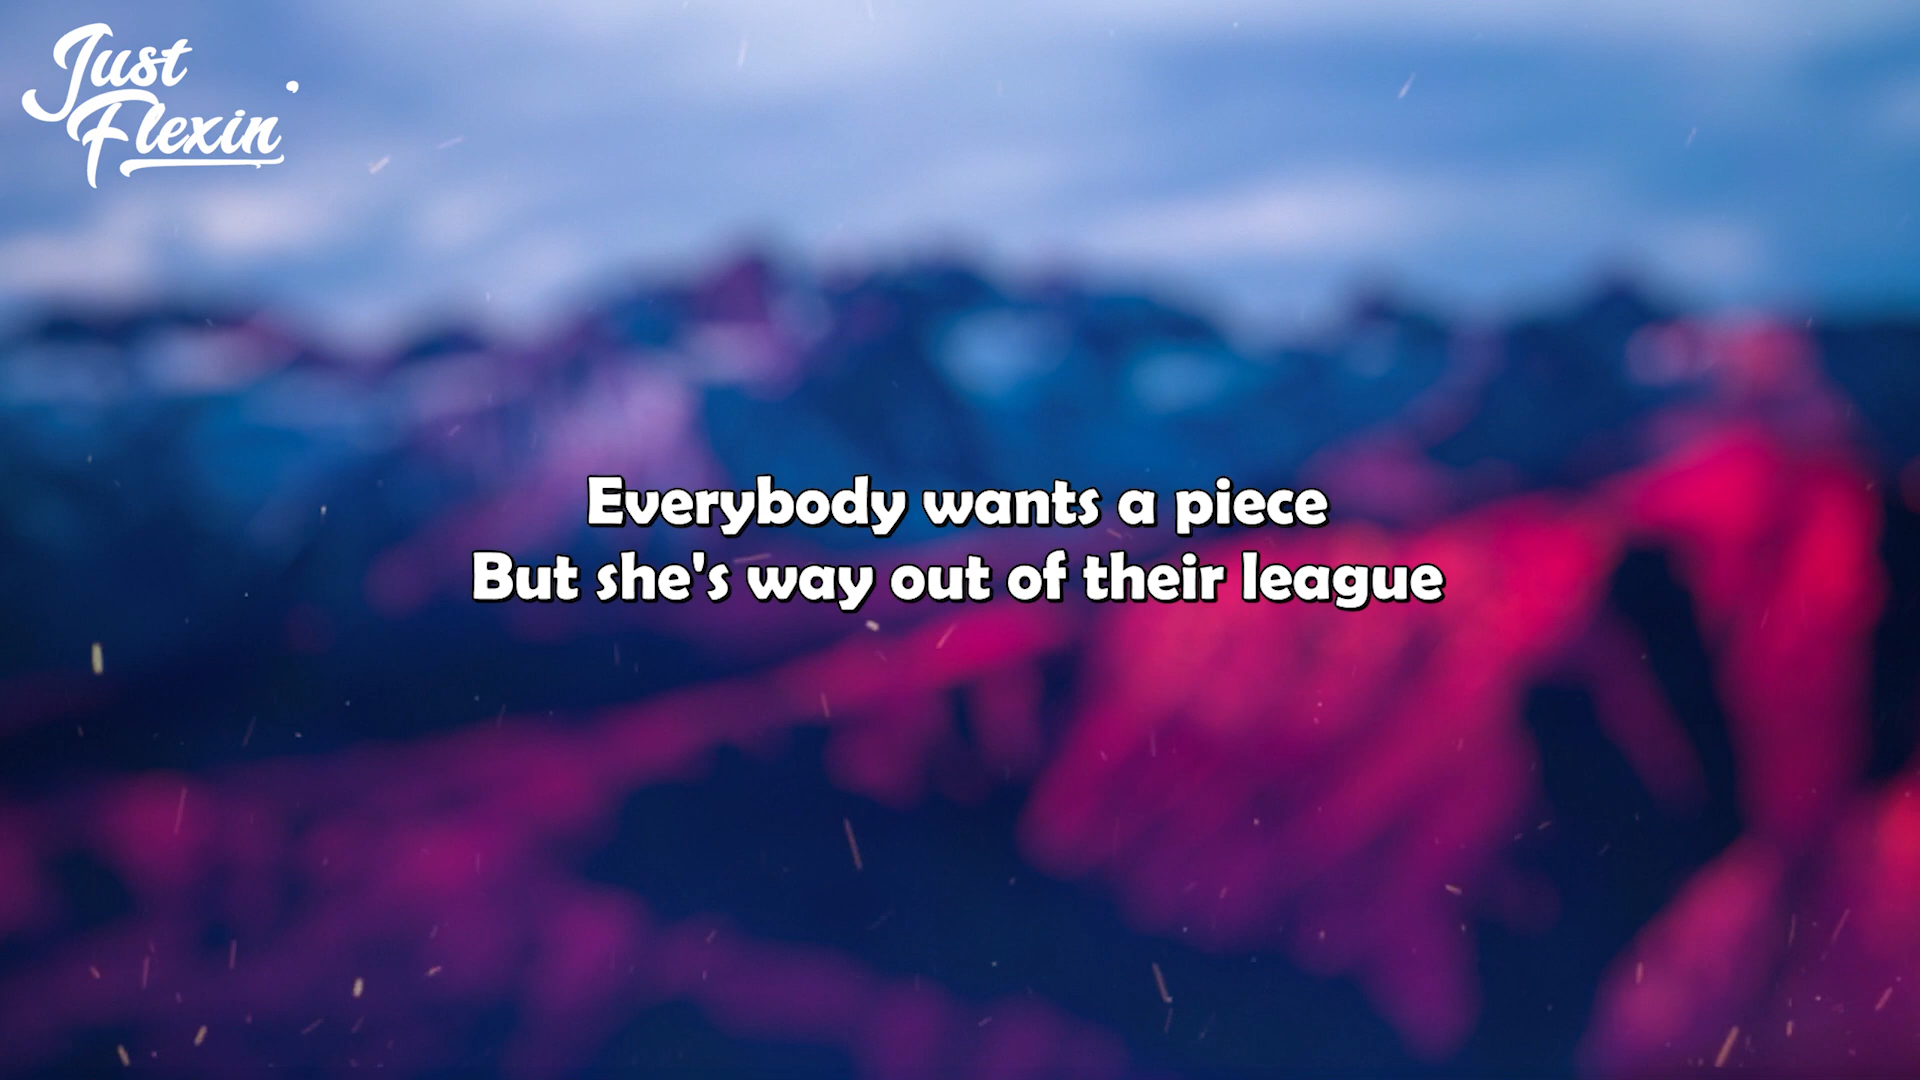 Just
Flexin'
Everybody wants a piece
But she's way out of their league